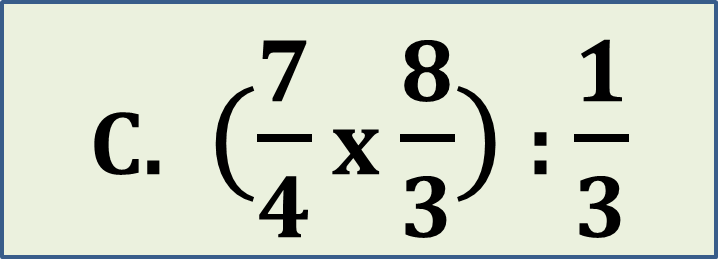 C. (7/4 x 8/3) : 1/3